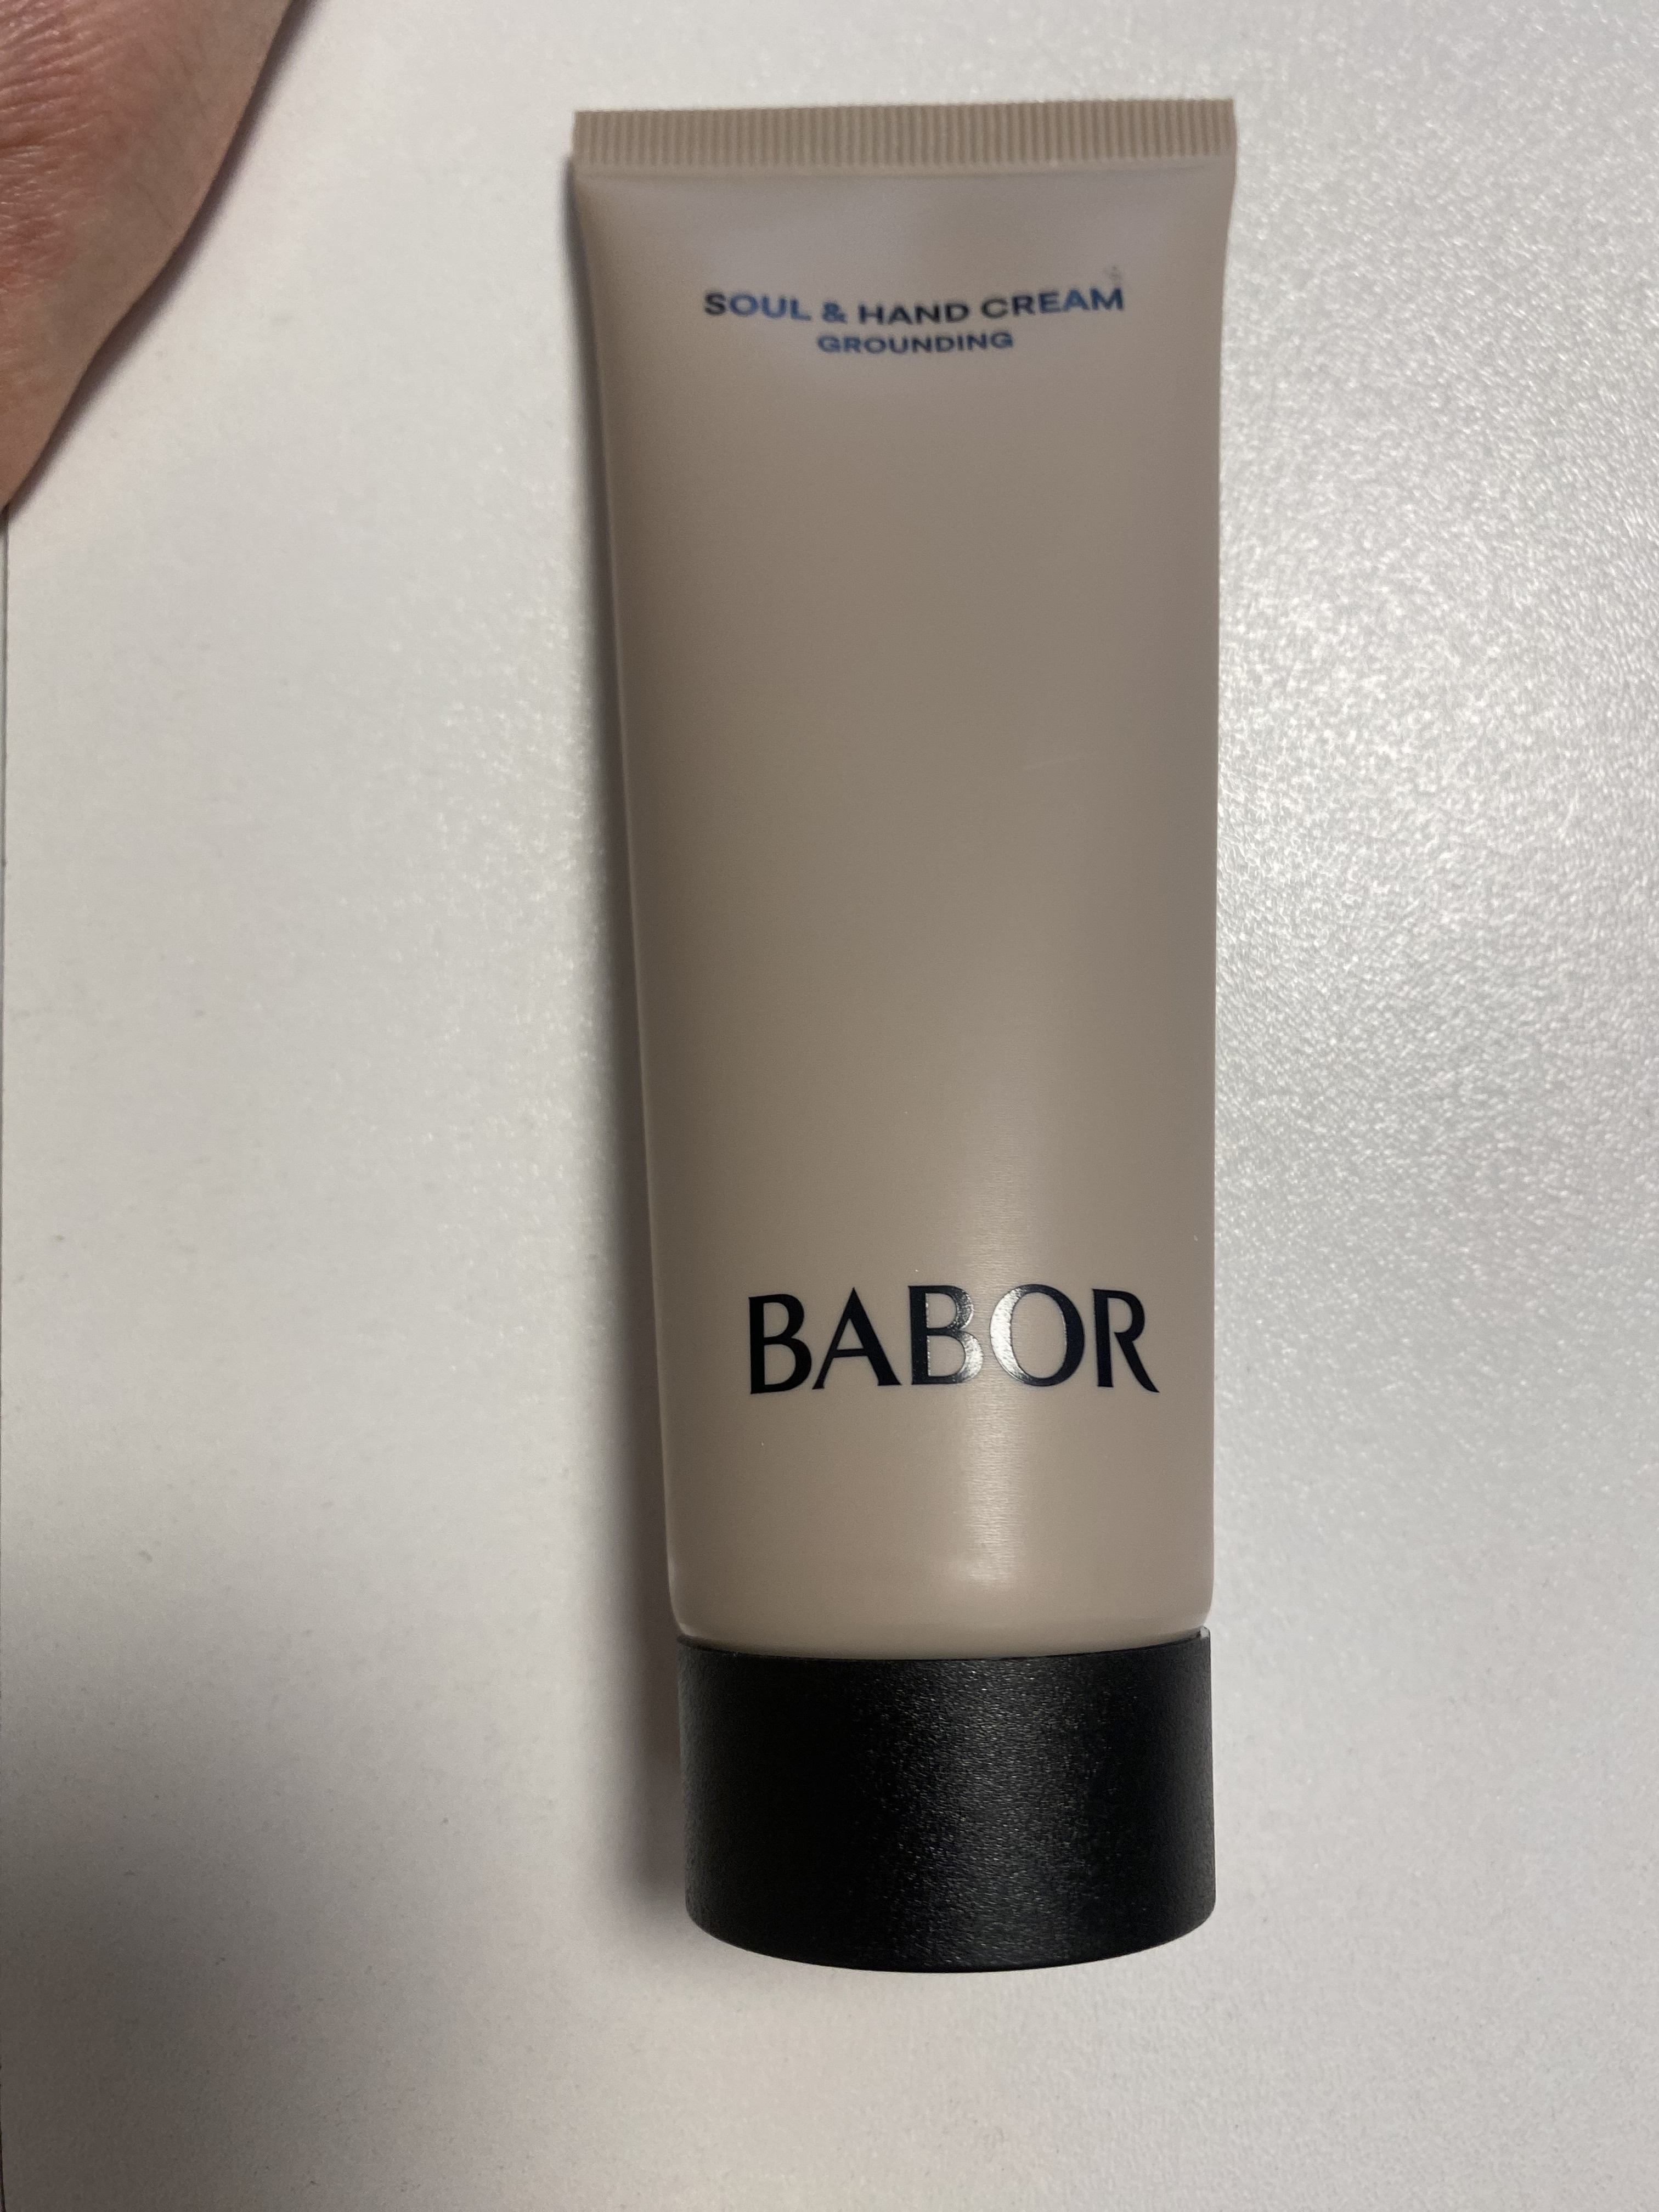 SOUL & HAND CREAM
GROUNDING
BABOR